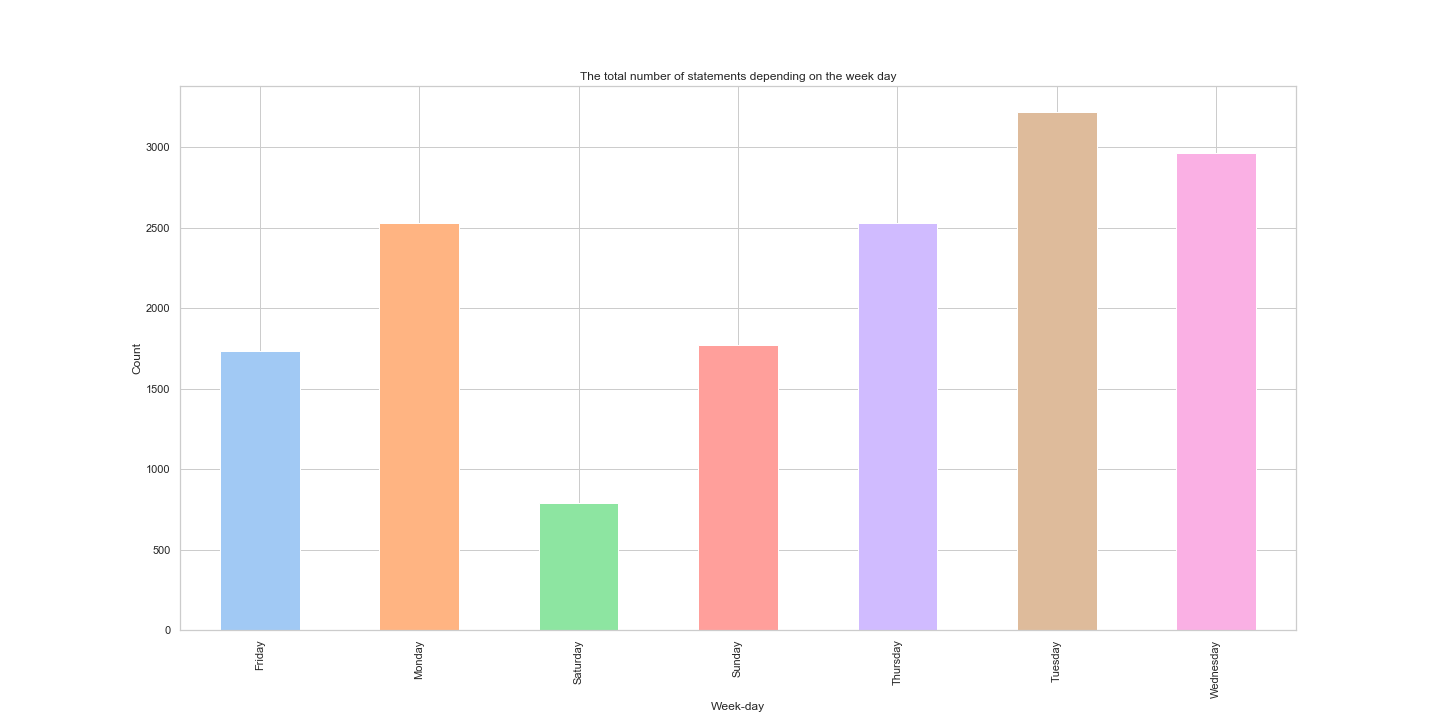 The total number of statements depending on the week day
Count
3000
2500
2000
1500
1000
500
0
Friday
Monday
Saturday
Sunday
Thursday
Tuesday
Wednesday
Week-day